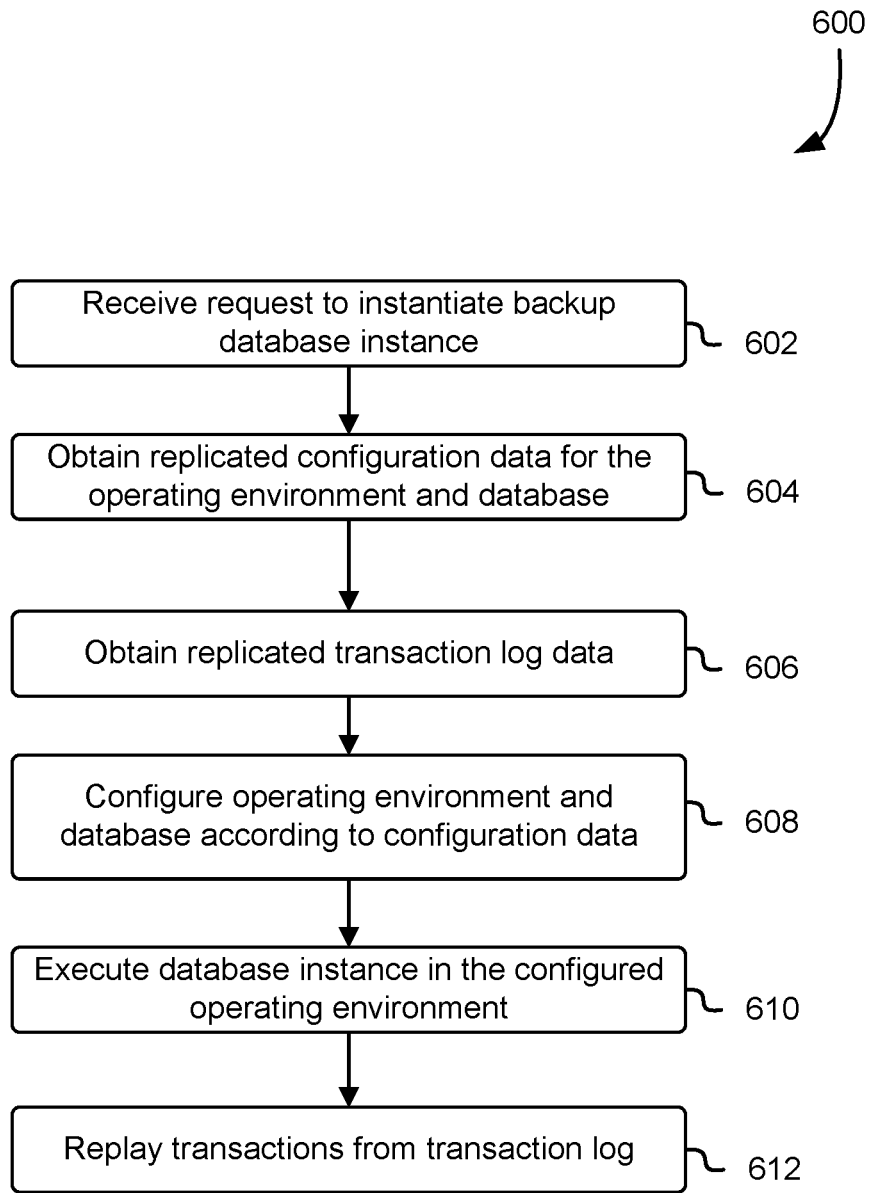 600
Receive request to instantiate backup
database instance
602
Obtain replicated configuration data for the
operating environment and database
604
Obtain replicated transaction log data
606
Configure operating environment and
database according to configuration data
608
Execute database instance in the configured
operating environment
610
Replay transactions from transaction log
612